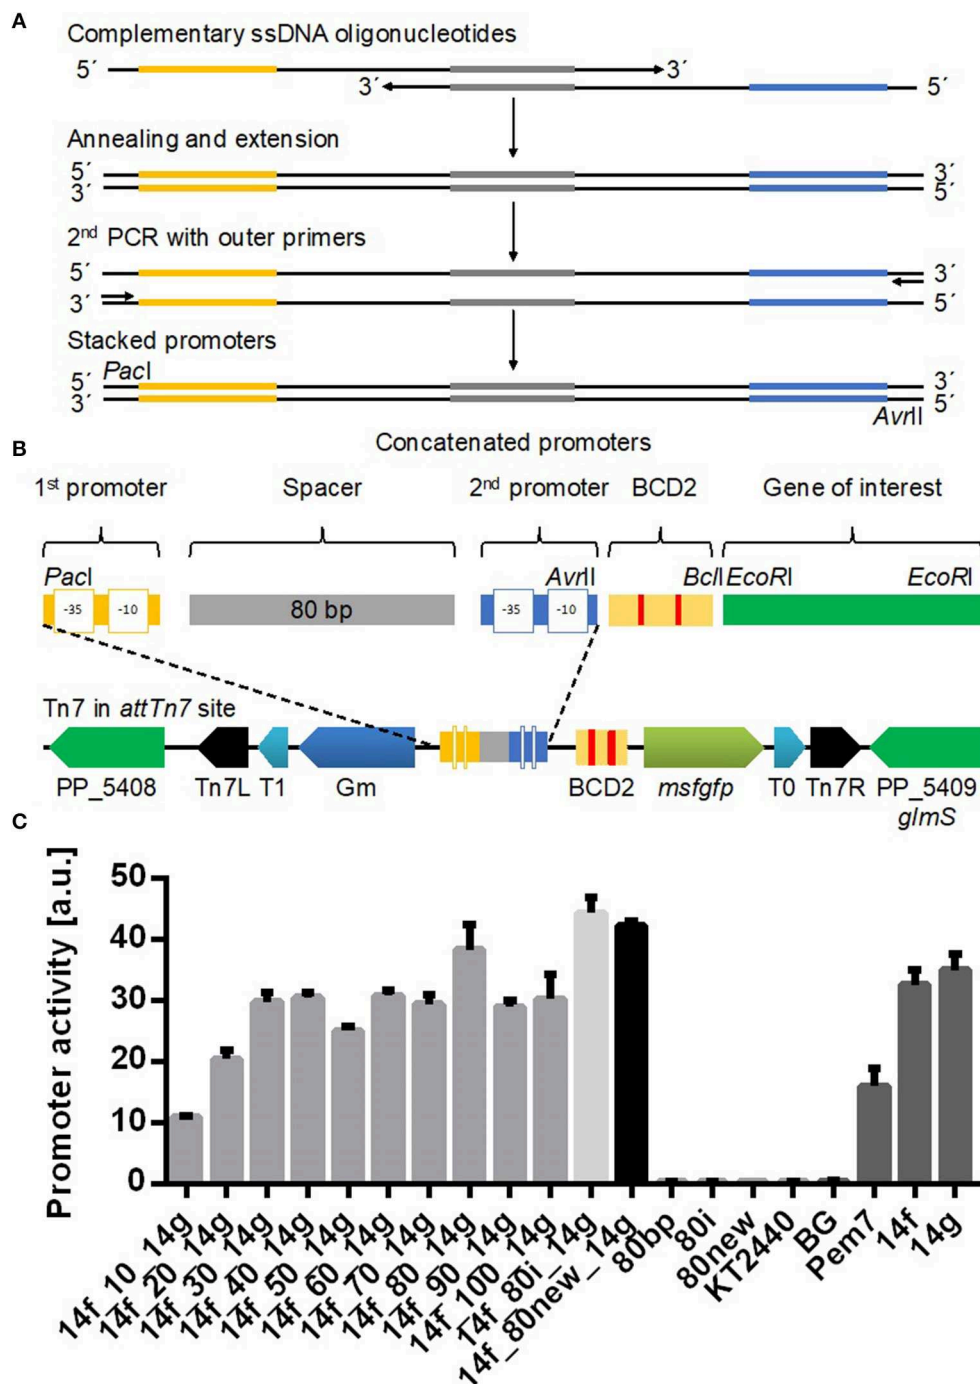 A
Complementary ssDNA oligonucleotides
5´ 3´
3´ 5´
Annealing and extension
5´ 3´
3´ 5´
2nd PCR with outer primers
5´ 3´
3´ 5´
Stacked promoters
PacI
5´ 3´
3´ 5´
AvrII
B
Concatenated promoters
1st promoter Spacer 2nd promoter BCD2 Gene of interest
PacI AvrII BclI EcoRI EcoRI
-35 -10 80 bp -35 -10
Tn7 in attTn7 site
PP_5408 Tn7L T1 Gm BCD2 msfgfp T0 Tn7R PP_5409
glmS
C
Promoter activity [a.u.]
50
40
30
20
10
0
14f_10_14g
14f_20_14g
14f_30_14g
14f_40_14g
14f_50_14g
14f_60_14g
14f_70_14g
14f_80_14g
14f_90_14g
14f_100_14g
14f_80i_14g
14f_80new_14g
80bp
80i
80new
KT2440
BG
Pem7
14f
14g